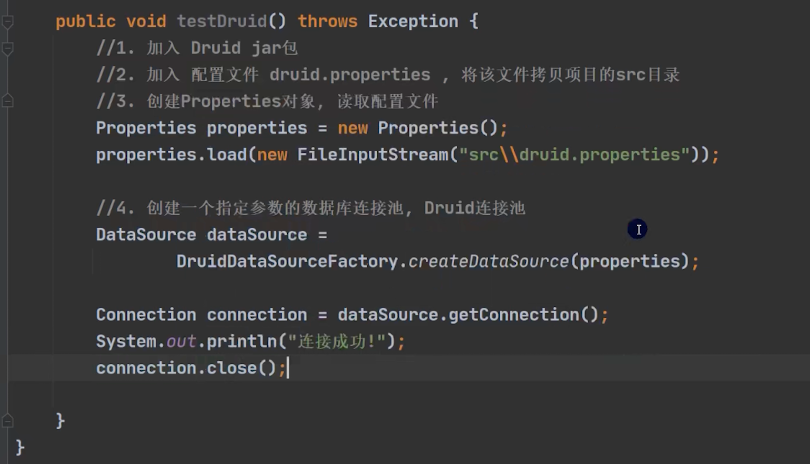 public void testDruid() throws Exception {
//1. 加入 Druid jar包
//2. 加入 配置文件 druid.properties , 将该文件拷贝项目的src目录
//3. 创建Properties对象, 读取配置文件
Properties properties = new Properties();
properties.load(new FileInputStream("src\\druid.properties"));
//4. 创建一个指定参数的数据库连接池, Druid连接池
DataSource dataSource =
DruidDataSourceFactory.createDataSource(properties);
Connection connection = dataSource.getConnection();
System.out.println("连接成功!");
connection.close();
}
}